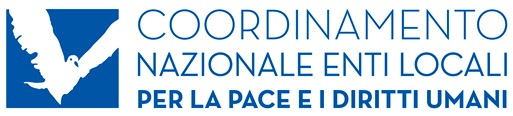 COORDINAMENTO
NAZIONALE ENTI LOCALI
PER LA PACE E I DIRITTI UMANI